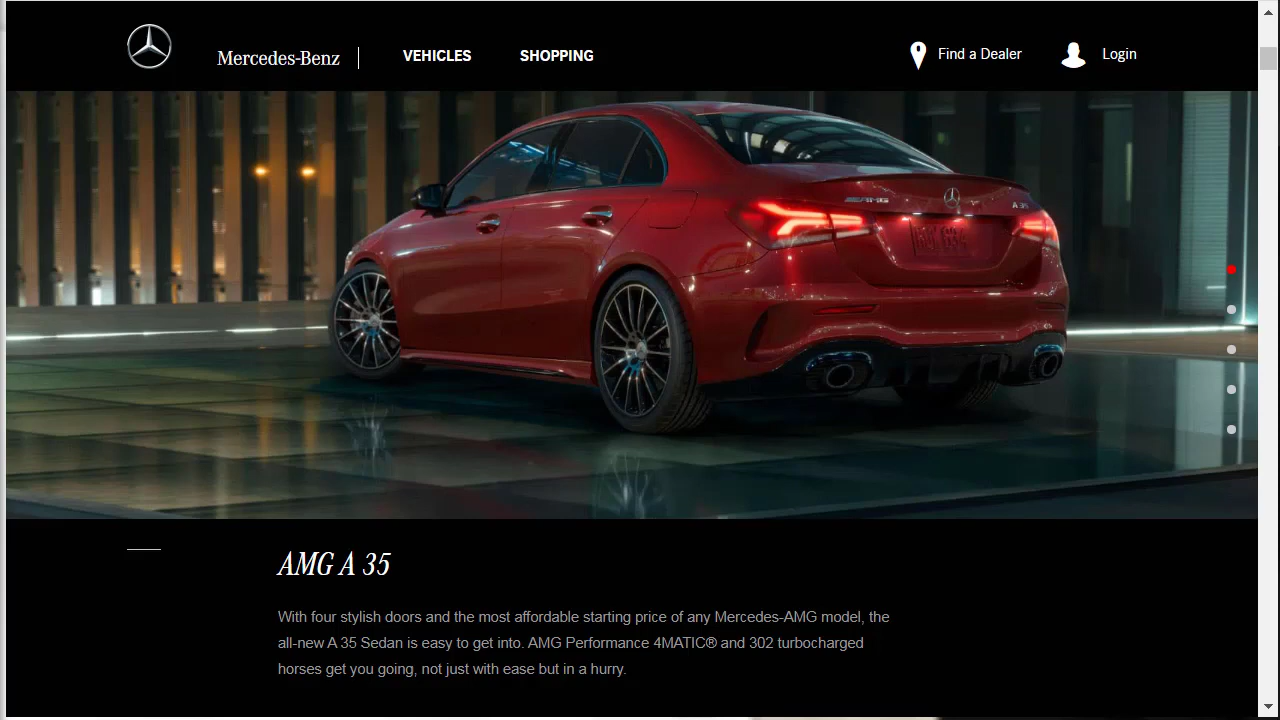 Mercedes-Benz
VEHICLES
SHOPPING
Find a Dealer
Login
AMG
A 35
AMG A 35
With four stylish doors and the most affordable starting price of any Mercedes-AMG model, the
all-new A 35 Sedan is easy to get into. AMG Performance 4MATIC® and 302 turbocharged
horses get you going, not just with ease but in a hurry.